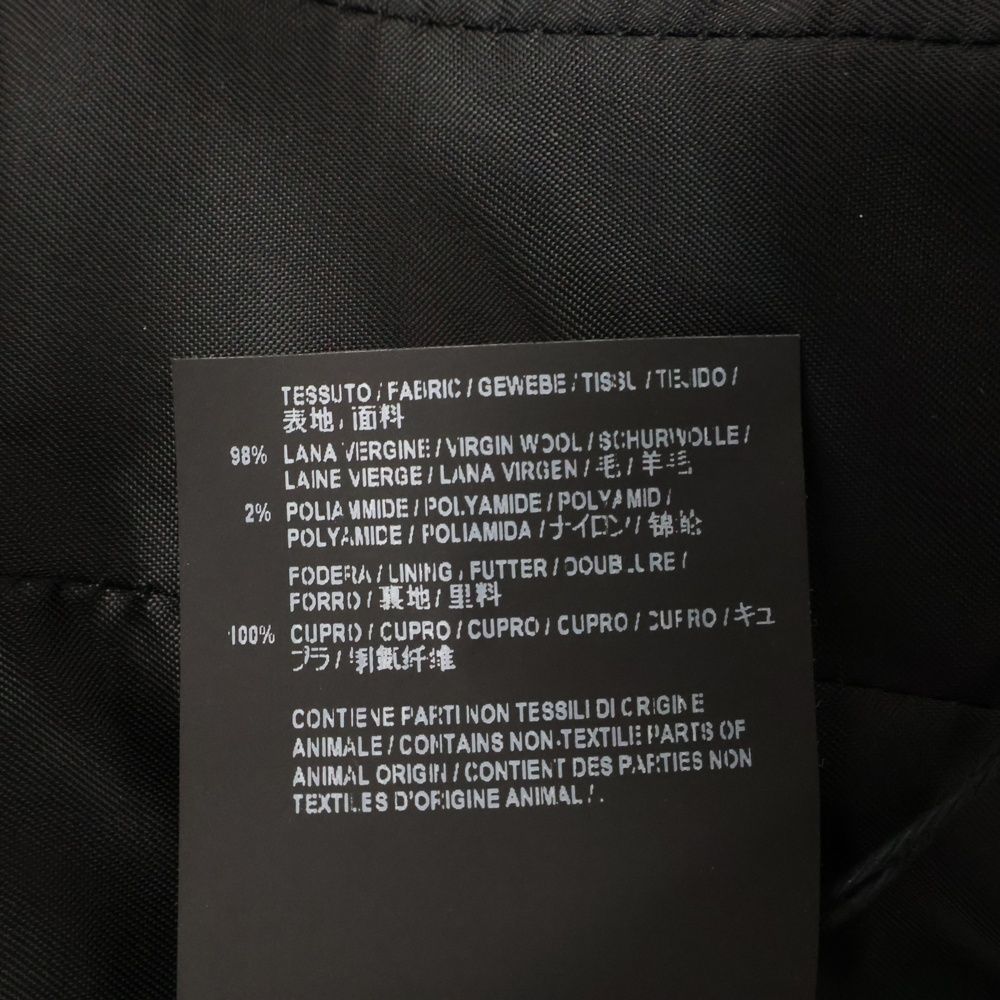 TESSUTO / FABRIC / GEWEBE / TISSU / TEJIDO /
表地 / 面料
98% LANA VERGINE / VIRGIN WOOL / SCHURWOLLE /
LAINE VIERGE / LANA VIRGEN / 毛 / 羊毛
2% POLIAMMIDE / POLYAMIDE / POLYAMID /
POLYAMIDE / POLIAMIDA / ナイロン / 锦纶
FODERA / LINING / FUTTER / DOUBLURE /
FORRO / 裏地 / 里料
100% CUPRO / CUPRO / CUPRO / CUPRO / CUPRO / キュ
プラ / 铜氨纤维
CONTIENE PARTI NON TESSILI DI ORIGINE
ANIMALE / CONTAINS NON-TEXTILE PARTS OF
ANIMAL ORIGIN / CONTIENT DES PARTIES NON
TEXTILES D'ORIGINE ANIMAL / .